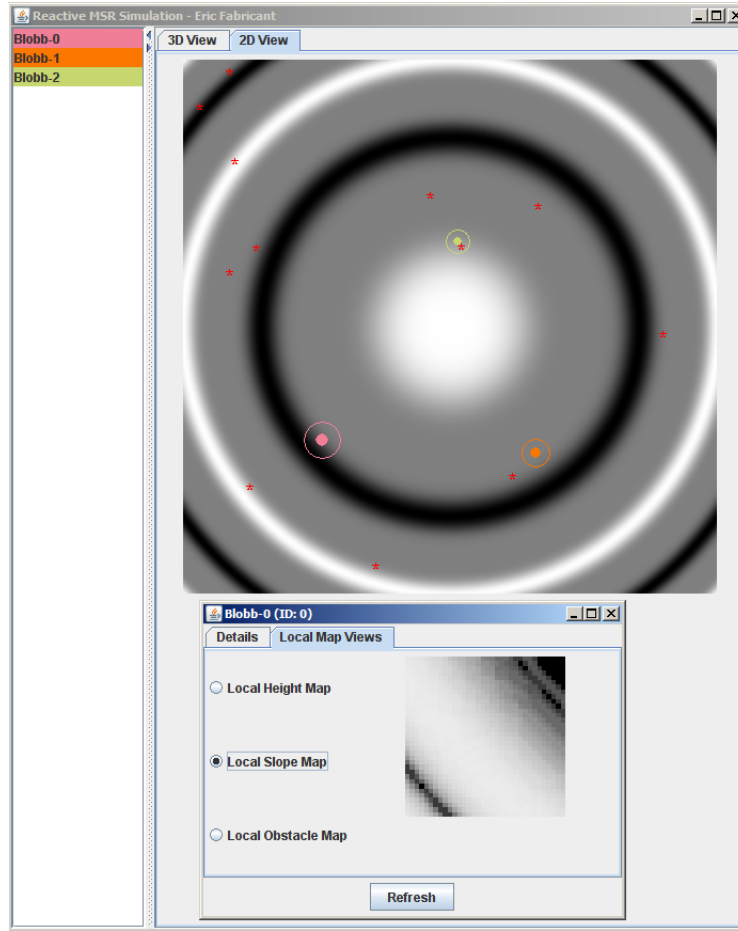 Reactive MSR Simulation - Eric Fabricant
Blobb-0
Blobb-1
Blobb-2
3D View
2D View
* * * * * * * * * * * *
Blobb-0 (ID: 0)
Details
Local Map Views
Local Height Map
Local Slope Map
Local Obstacle Map
Refresh